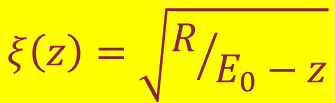 ξ(z) = √(R/E₀ − z)